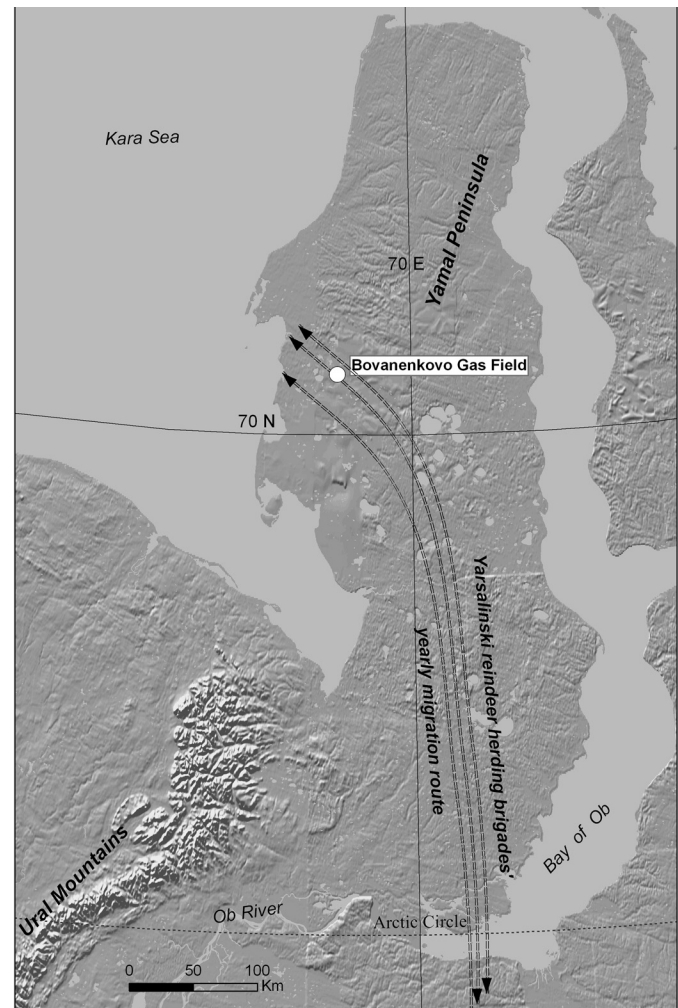 Kara Sea
Yamal Peninsula
70 E
Bovanenkovo Gas Field
70 N
Yarsalinski reindeer herding brigades'
yearly migration route
Bay of Ob
Ural Mountains
Ob River
Arctic Circle
0 50 100
Km